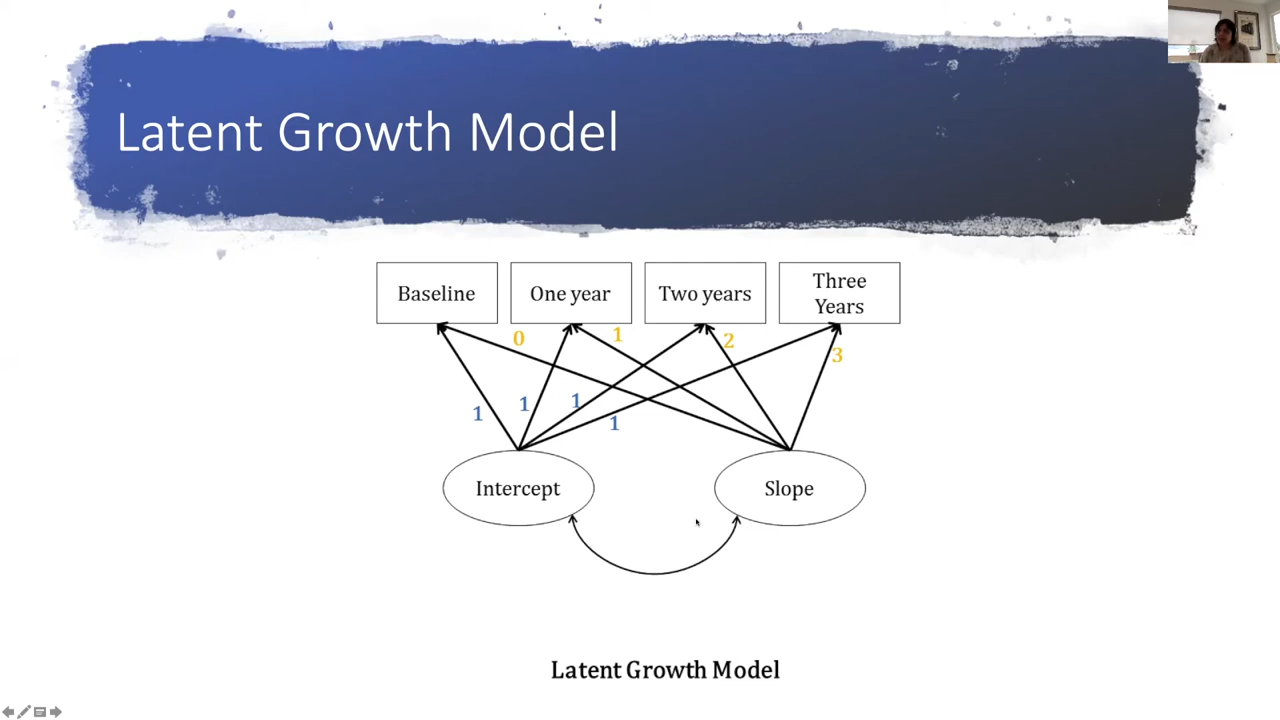 Latent Growth Model
Baseline
One year
Two years
Three
Years
0
1
2
3
1
1
1
1
Intercept
Slope
Latent Growth Model